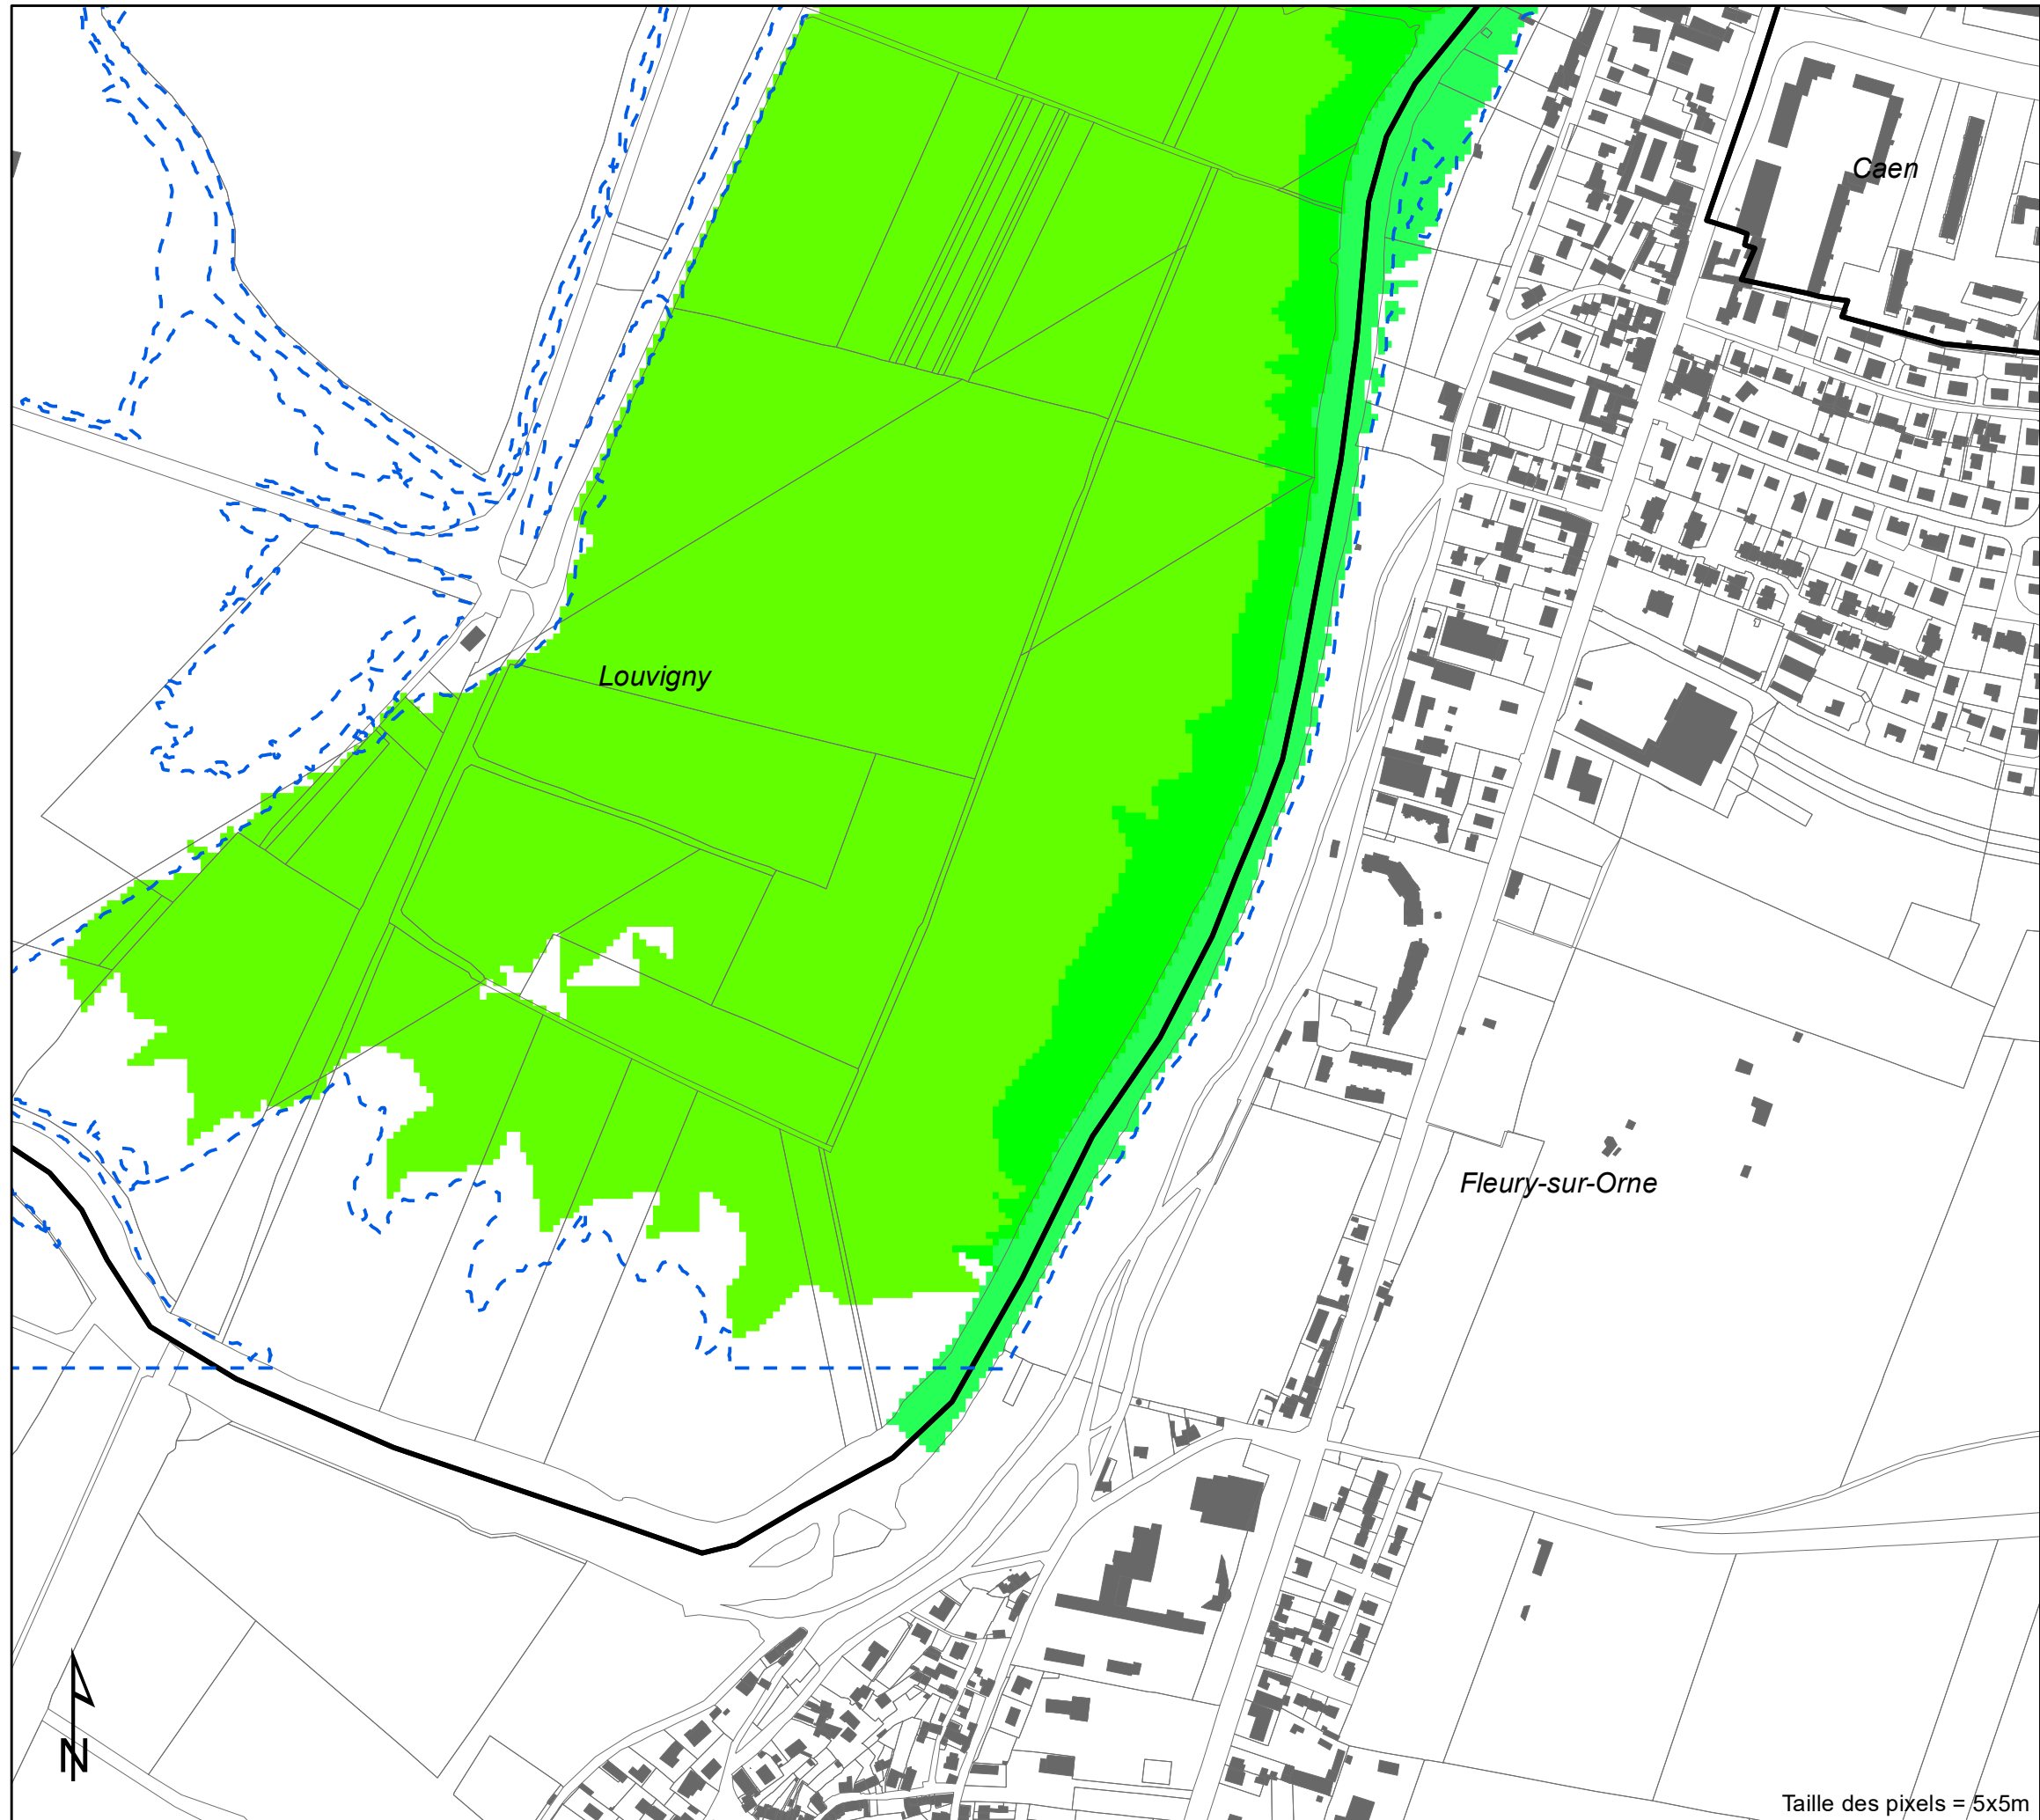 Caen
Louvigny
Fleury-sur-Orne
N
Taille des pixels = 5x5m